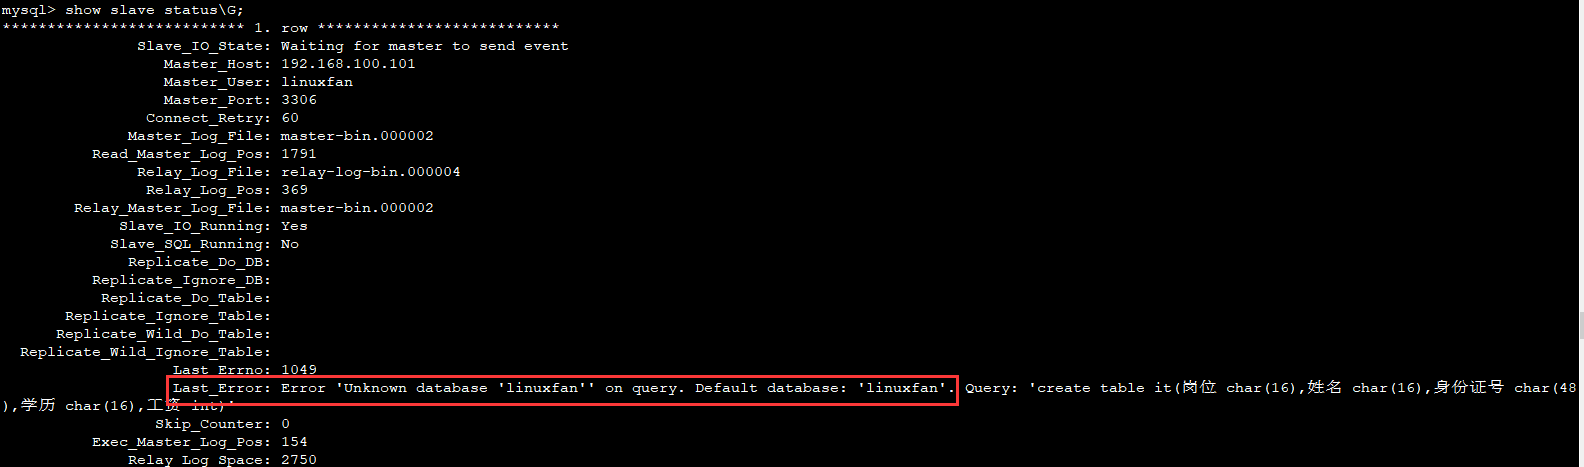 mysql> show slave status\G;
*************************** 1. row ***************************
Slave_IO_State: Waiting for master to send event
Master_Host: 192.168.100.101
Master_User: linuxfan
Master_Port: 3306
Connect_Retry: 60
Master_Log_File: master-bin.000002
Read_Master_Log_Pos: 1791
Relay_Log_File: relay-log-bin.000004
Relay_Log_Pos: 369
Relay_Master_Log_File: master-bin.000002
Slave_IO_Running: Yes
Slave_SQL_Running: No
Replicate_Do_DB:
Replicate_Ignore_DB:
Replicate_Do_Table:
Replicate_Ignore_Table:
Replicate_Wild_Do_Table:
Replicate_Wild_Ignore_Table:
Last_Errno: 1049
Last_Error: Error 'Unknown database 'linuxfan'' on query. Default database: 'linuxfan'. Query: 'create table it(岗位 char(16),姓名 char(16),身份证号 char(48
),学历 char(16),工资 int)'
Skip_Counter: 0
Exec_Master_Log_Pos: 154
Relay_Log_Space: 2750